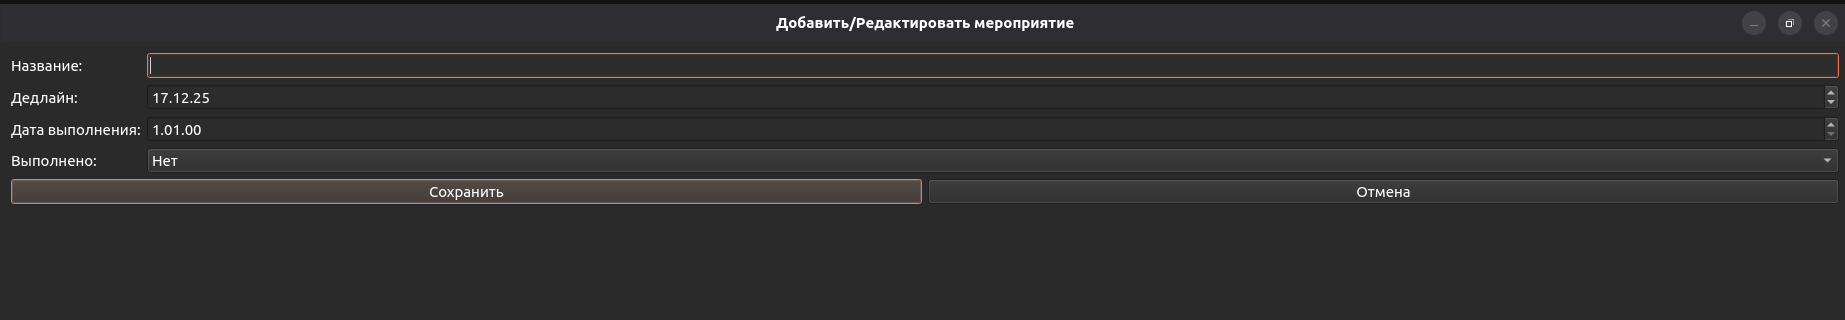 Добавить/Редактировать мероприятие
Название:
Дедлайн: 17.12.25
Дата выполнения: 1.01.00
Выполнено: Нет
Сохранить Отмена